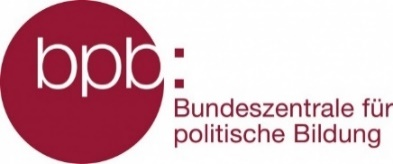 bpb:
Bundeszentrale für
politische Bildung